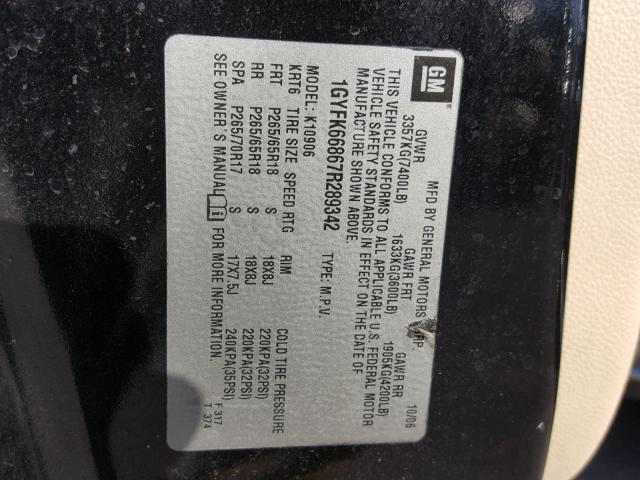 GM
MFD BY GENERAL MOTORS CORP. 10/06
GVWR GAWR FRT GAWR RR
3357KG(7400LB) 1633KG(3600LB) 1905KG(4200LB)
THIS VEHICLE CONFORMS TO ALL APPLICABLE U.S. FEDERAL MOTOR
VEHICLE SAFETY STANDARDS IN EFFECT ON THE DATE OF
MANUFACTURE SHOWN ABOVE.
1GYFK66867R289342 TYPE: M.P.V.
MODEL: K10906
KRT6 TIRE SIZE SPEED RTG RIM COLD TIRE PRESSURE
FRT P265/65R18 S 18X8J 220KPA(32PSI)
RR P265/65R18 S 18X8J 220KPA(32PSI)
SPA P265/70R17 S 17X7.5J 240KPA(35PSI)
SEE OWNER'S MANUAL FOR MORE INFORMATION.
F 317
T 374